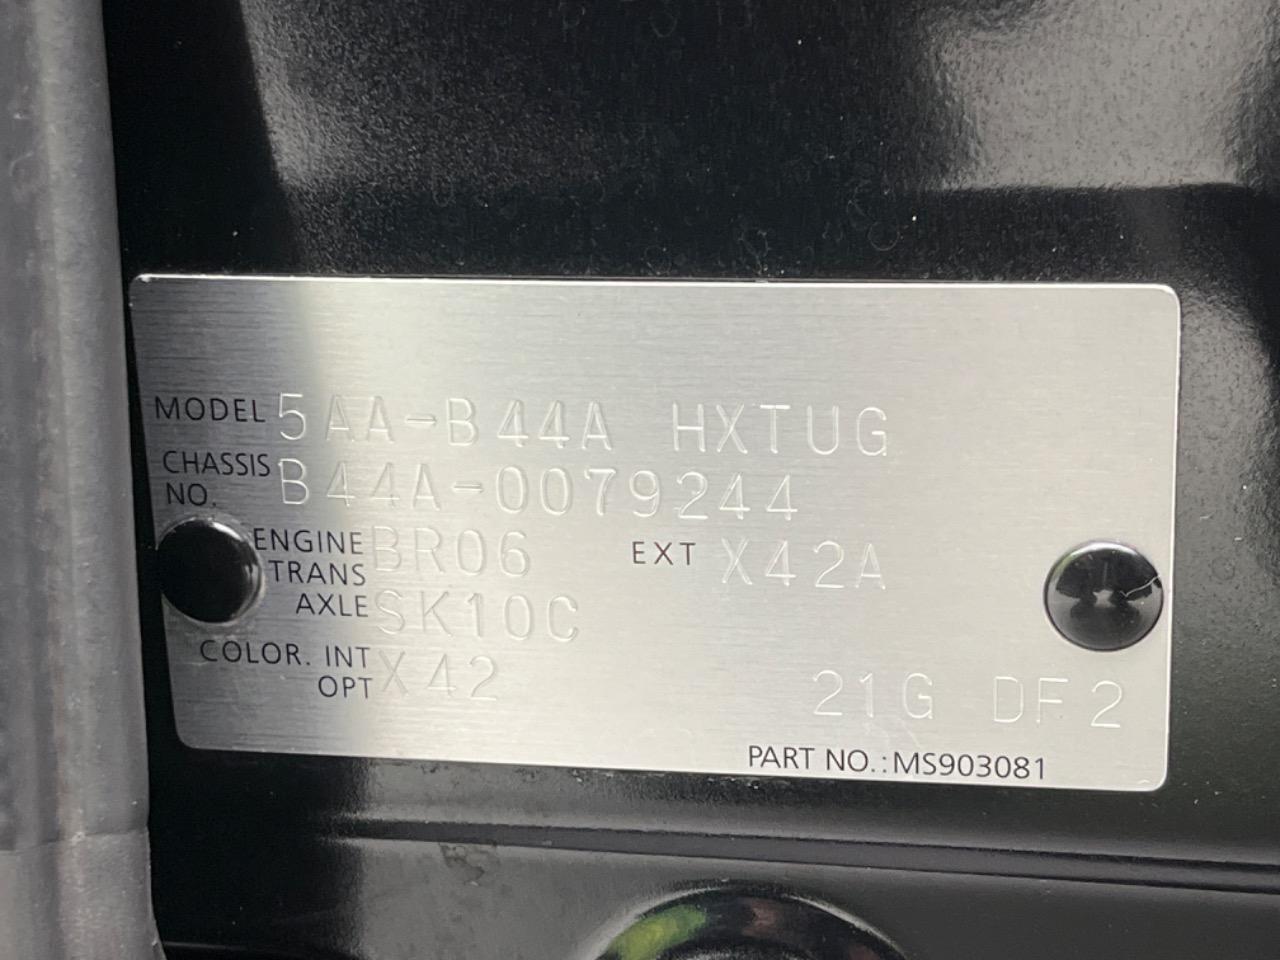 MODEL 5AA-B44A HXTUG
CHASSIS NO. B44A-0079244
ENGINE BR06 EXT X42A
TRANS AXLE SK10C
COLOR. INT X42
OPT 21G DF2
PART NO.:MS903081